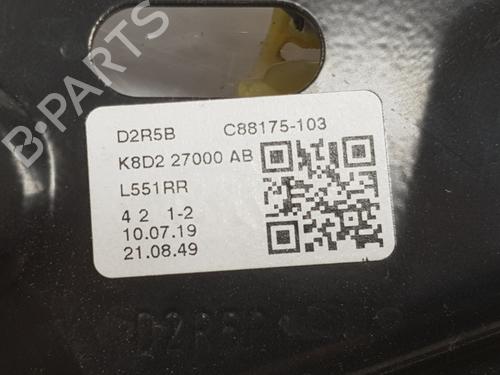 D2R5B C88175-103
K8D2 27000 AB
L551RR
4 2 1-2
10.07.19
21.08.49
B-PARTS